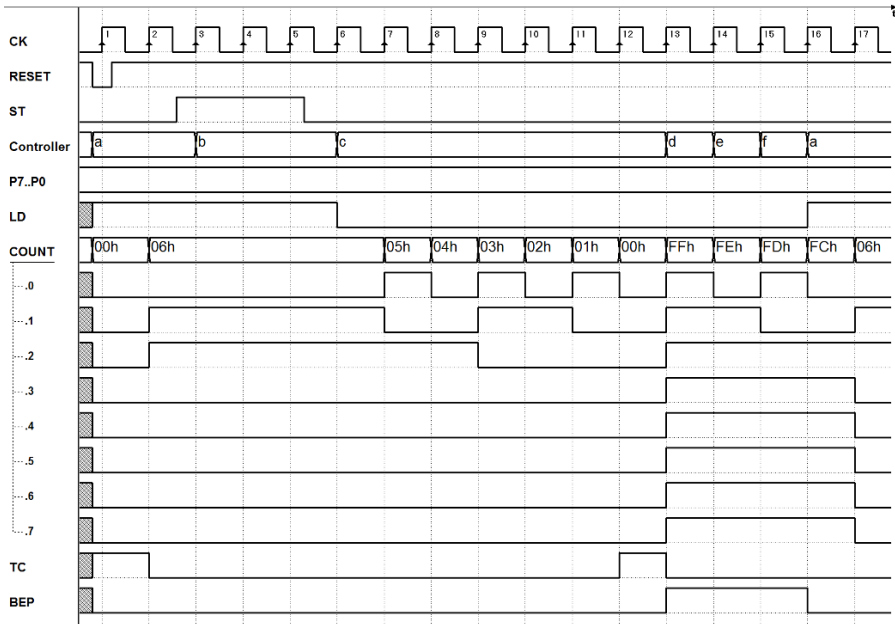 t
CK 1 2 3 4 5 6 7 8 9 10 11 12 13 14 15 16 17
RESET
ST
Controller a b c d e f a
P7..P0
LD
COUNT 00h 06h 05h 04h 03h 02h 01h 00h FFh FEh FDh FCh 06h
.0
.1
.2
.3
.4
.5
.6
.7
TC
BEP